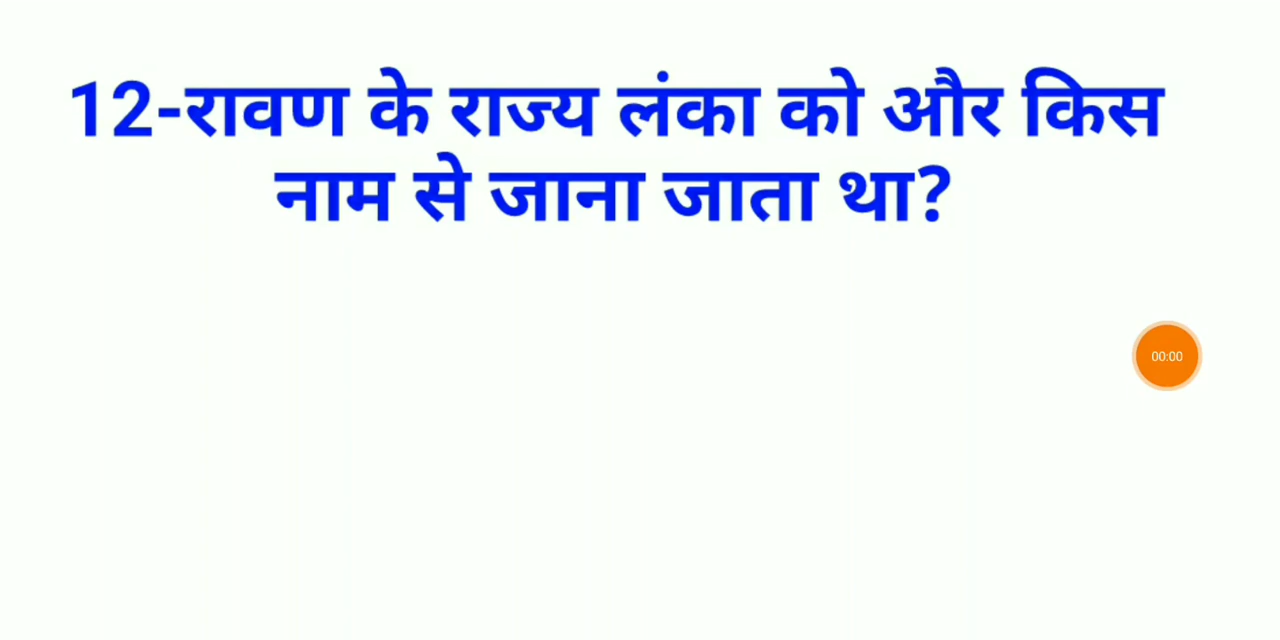 12-रावण के राज्य लंका को और किस
नाम से जाना जाता था?
00:00